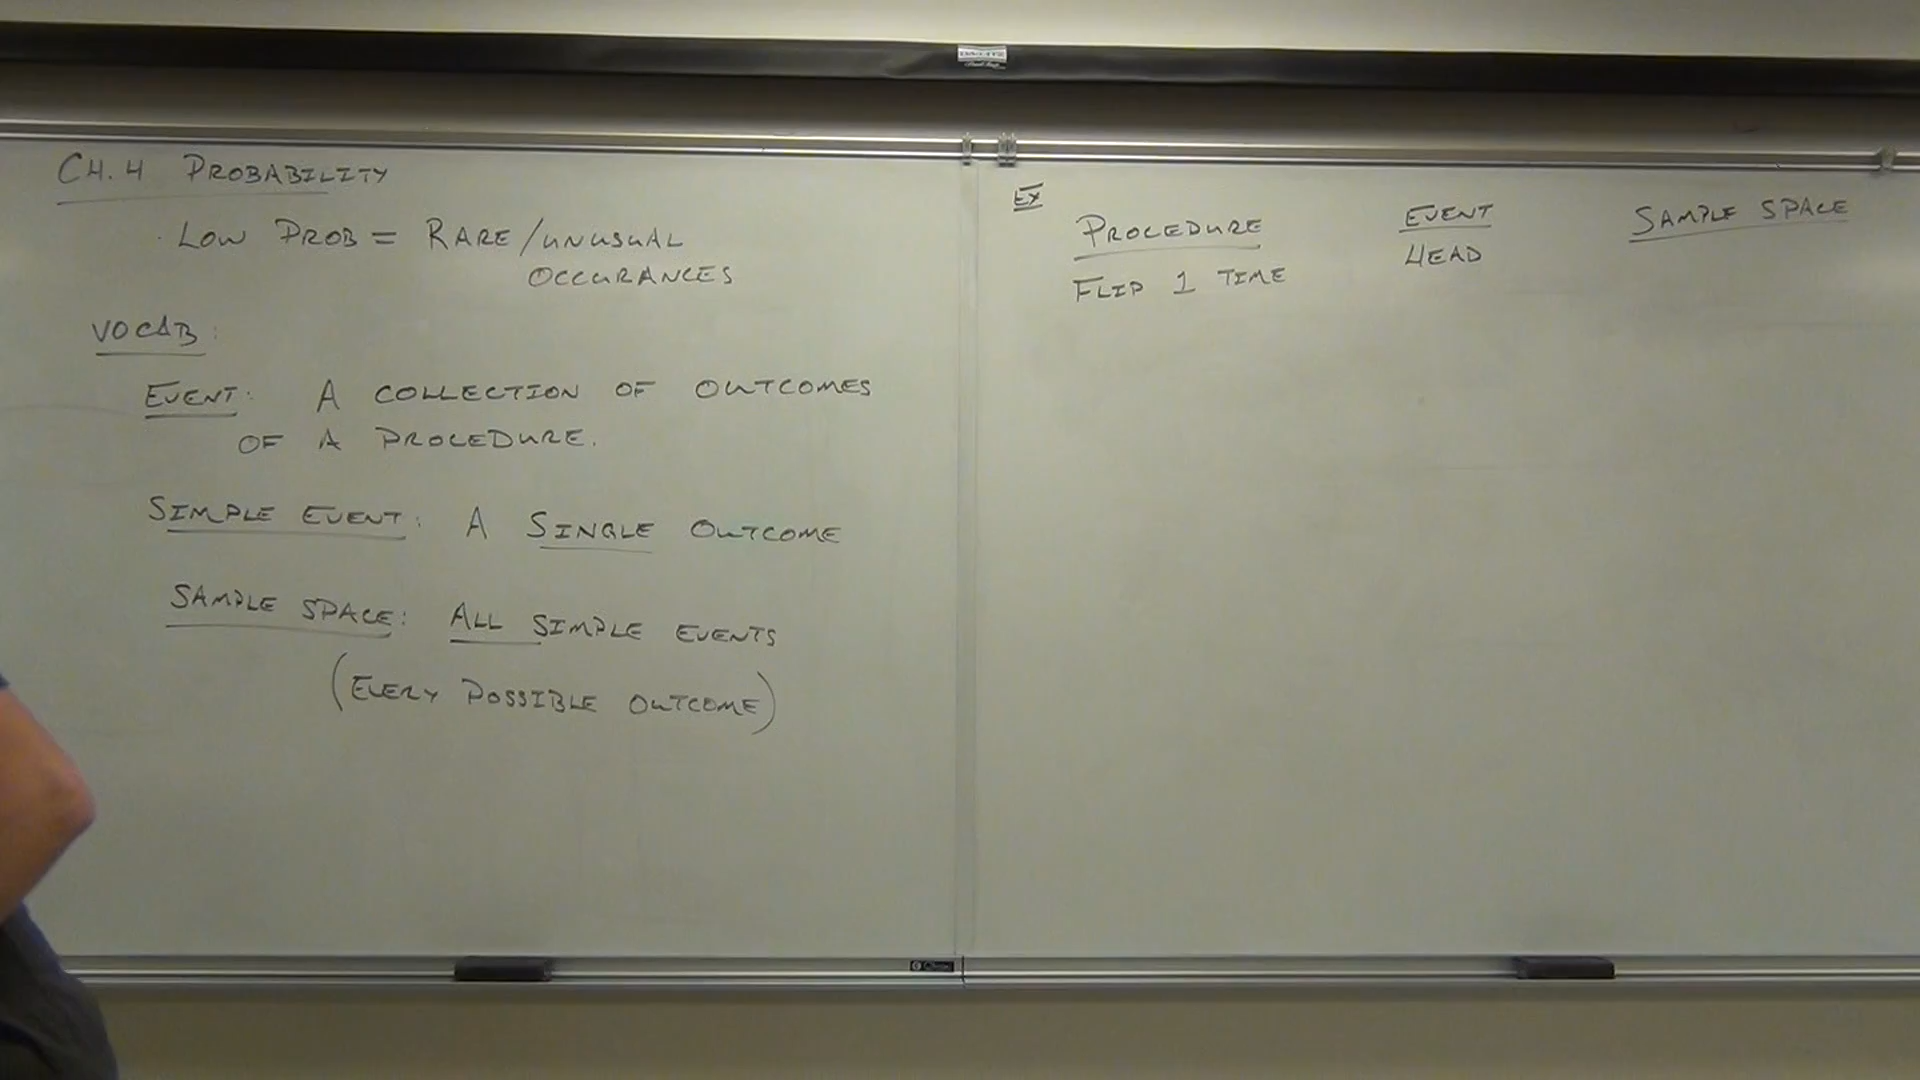 CH. 4 PROBABILITY
· LOW PROB = RARE/UNUSUAL
OCCURANCES
VOCAB:
EVENT: A COLLECTION OF OUTCOMES
OF A PROCEDURE.
SIMPLE EVENT: A SINGLE OUTCOME
SAMPLE SPACE: ALL SIMPLE EVENTS
(EVERY POSSIBLE OUTCOME)
EX
PROCEDURE EVENT SAMPLE SPACE
FLIP 1 TIME HEAD